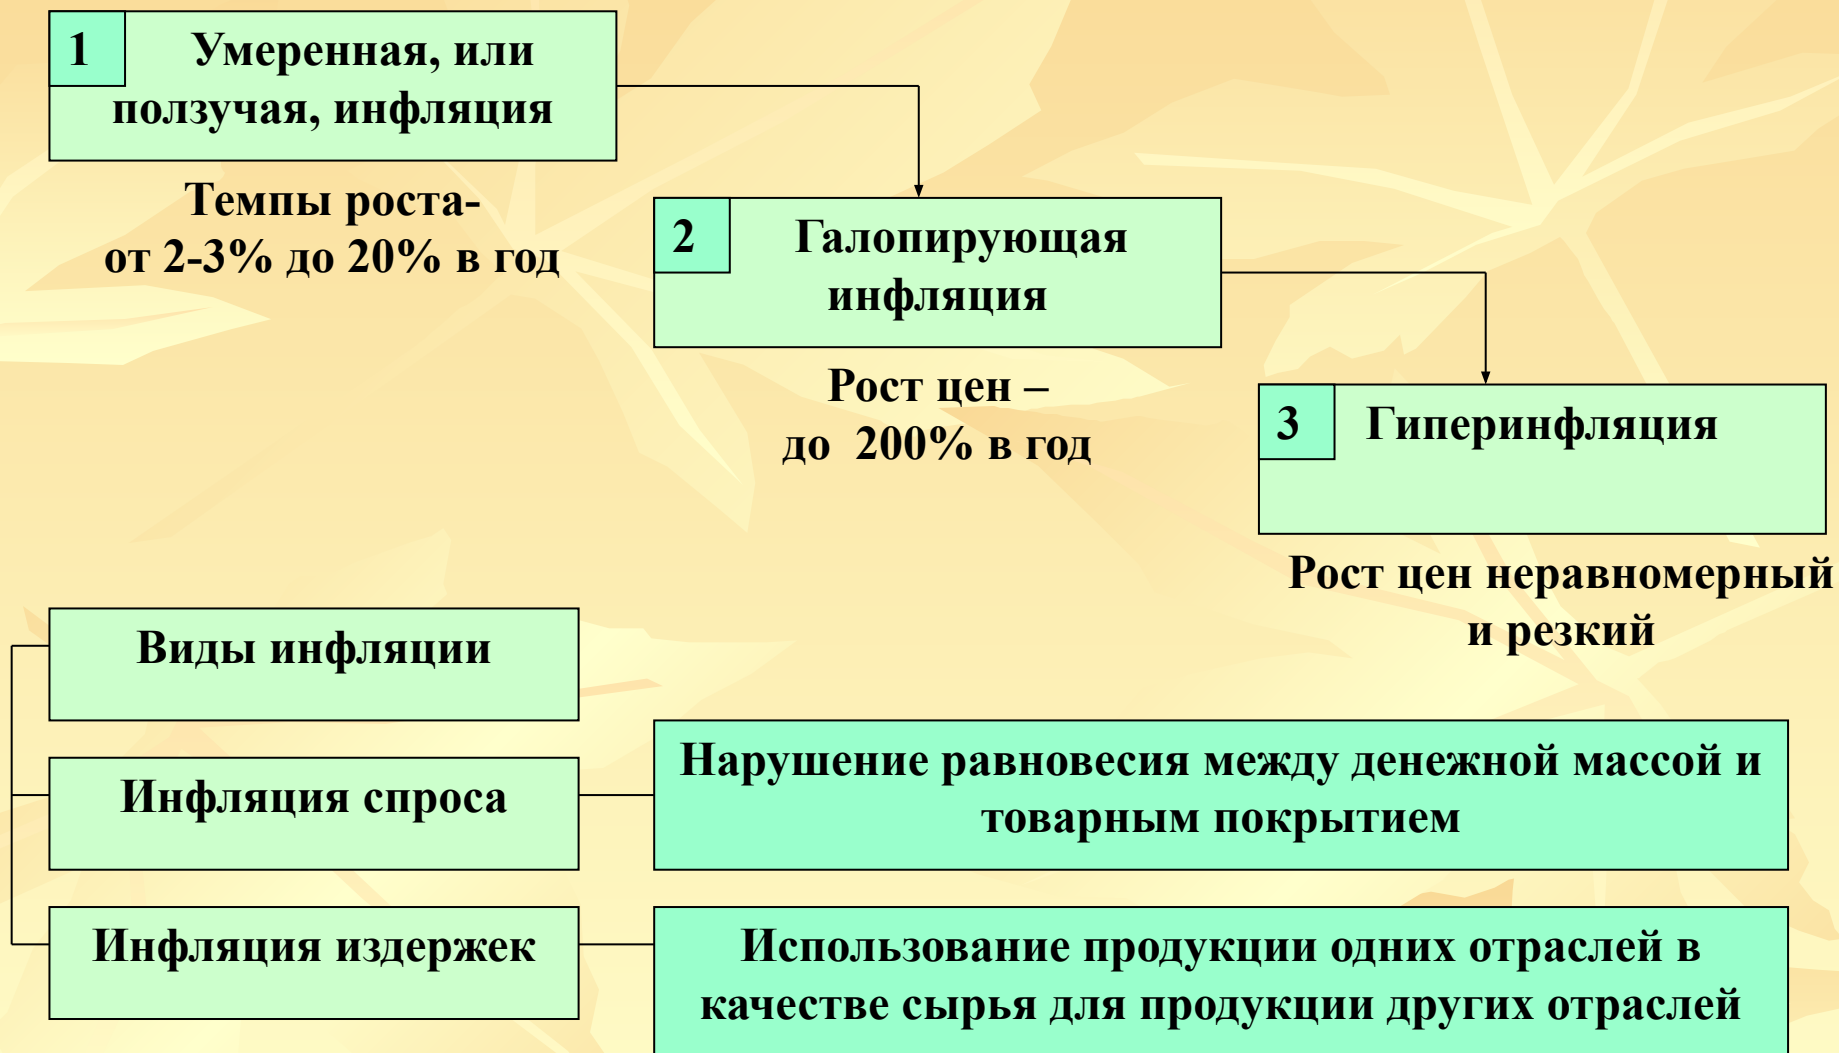 1 Умеренная, или
ползучая, инфляция
Темпы роста-
от 2-3% до 20% в год
2 Галопирующая
инфляция
Рост цен –
до 200% в год
3 Гиперинфляция
Рост цен неравномерный
и резкий
Виды инфляции
Инфляция спроса
Нарушение равновесия между денежной массой и
товарным покрытием
Инфляция издержек
Использование продукции одних отраслей в
качестве сырья для продукции других отраслей